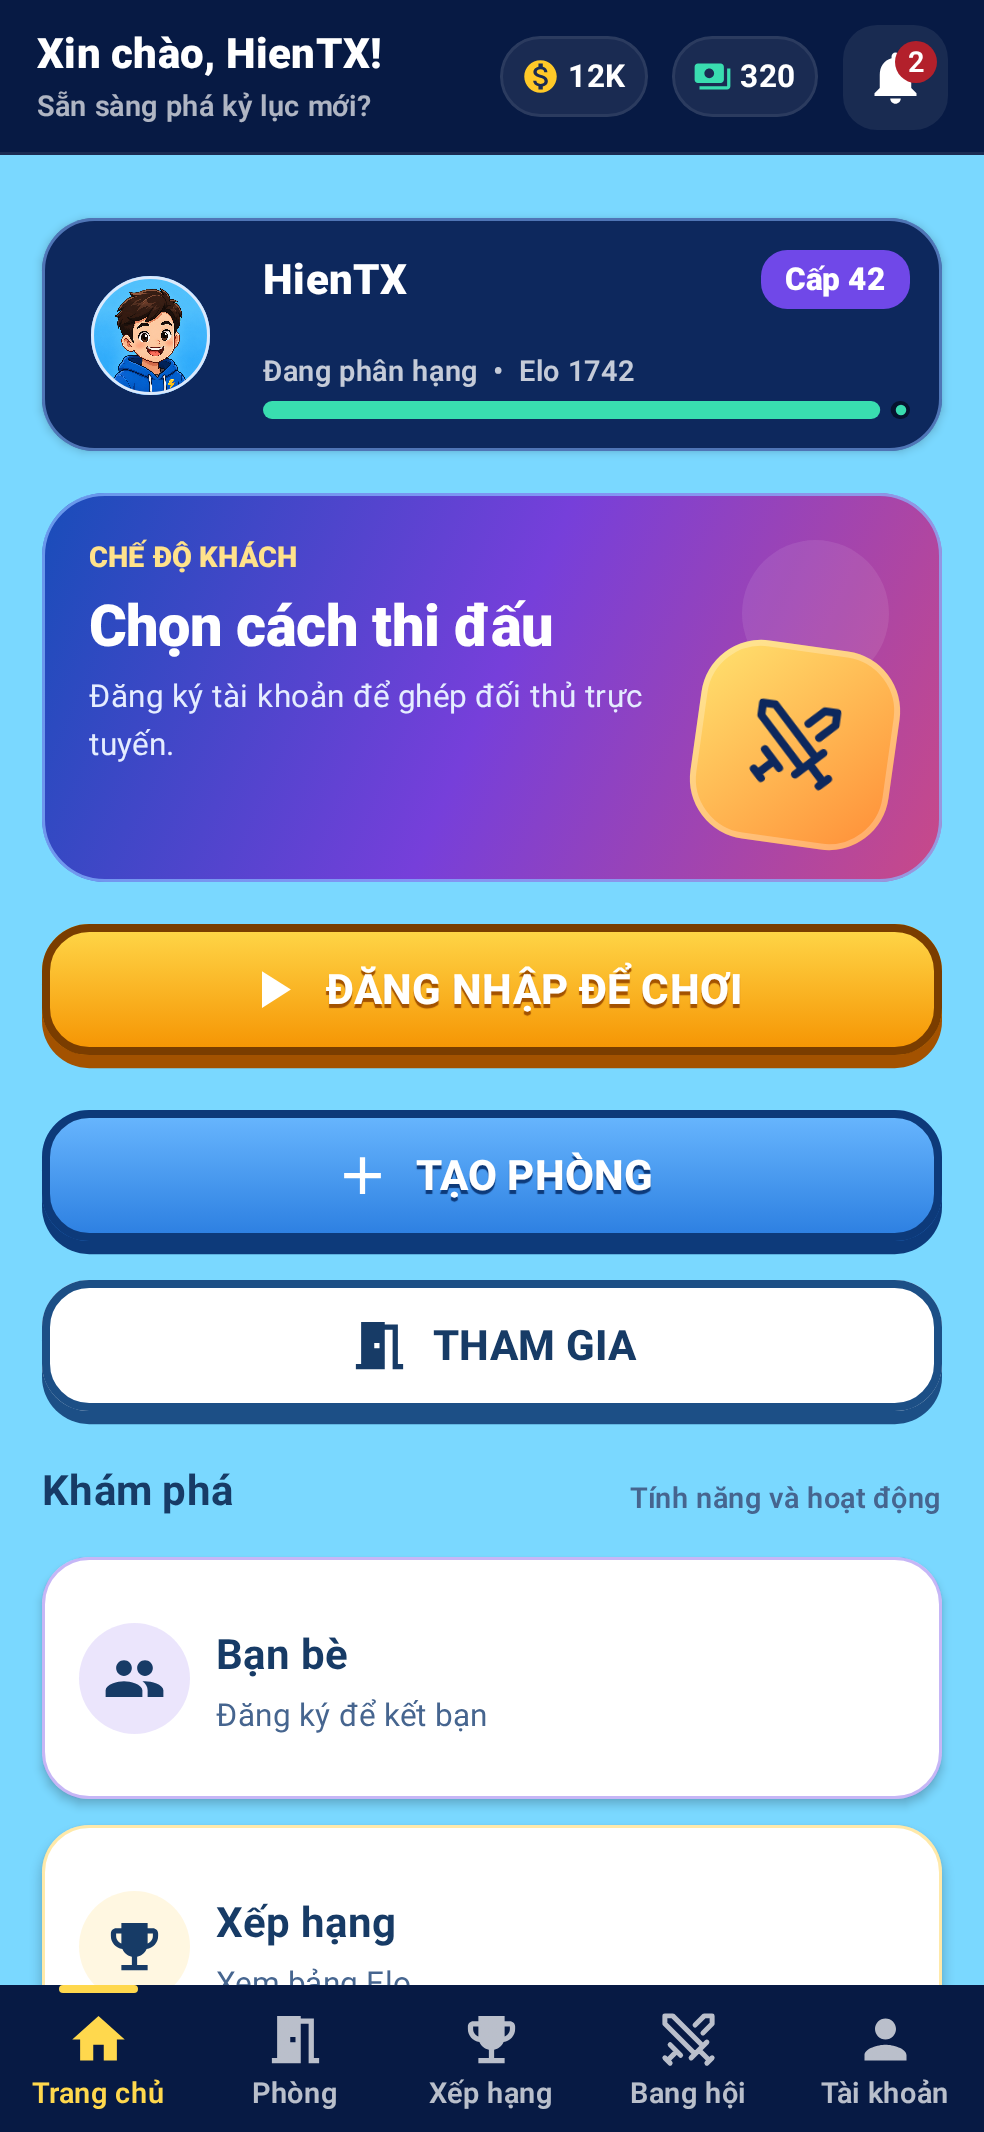 Xin chào, HienTX!
Sẵn sàng phá kỷ lục mới?
12K
320
2
HienTX
Cấp 42
Đang phân hạng • Elo 1742
CHẾ ĐỘ KHÁCH
Chọn cách thi đấu
Đăng ký tài khoản để ghép đối thủ trực
tuyến.
ĐĂNG NHẬP ĐỂ CHƠI
TẠO PHÒNG
THAM GIA
Khám phá
Tính năng và hoạt động
Bạn bè
Đăng ký để kết bạn
Xếp hạng
Xem bảng Elo
Trang chủ
Phòng
Xếp hạng
Bang hội
Tài khoản